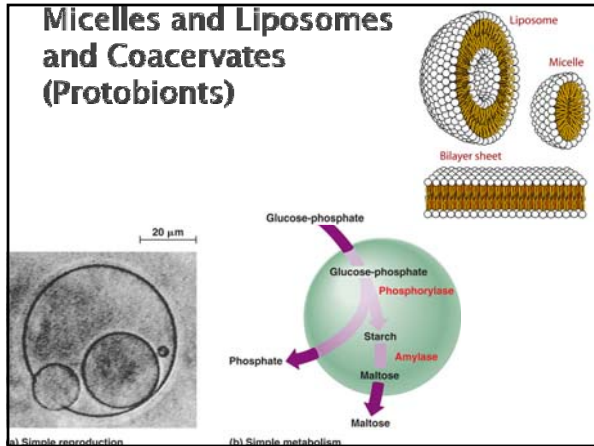 Micelles and Liposomes
and Coacervates
(Protobionts)
Liposome
Micelle
Bilayer sheet
20 μm
Glucose-phosphate
Glucose-phosphate
Phosphorylase
Starch
Phosphate
Amylase
Maltose
Maltose
(a) Simple reproduction
(b) Simple metabolism